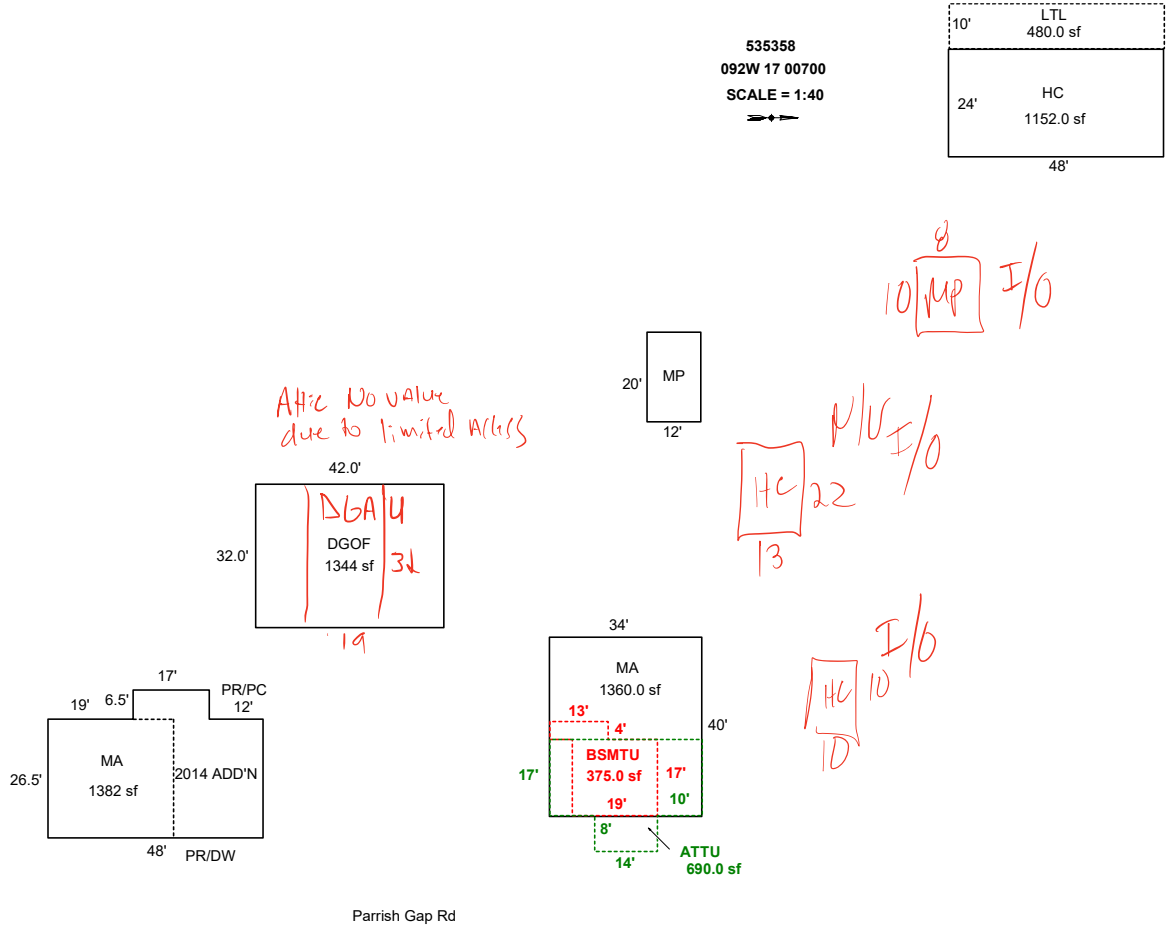 10'
LTL
480.0 sf
535358
092W 17 00700
SCALE = 1:40
24'
HC
1152.0 sf
48'
8
10
MP
I/O
20'
MP
12'
Attic No value
due to limited Access
N/V
I/O
HC
22
13
42.0'
32.0'
DGAU
DGOF
1344 sf
32
19
34'
MA
1360.0 sf
40'
13'
4'
BSMTU
375.0 sf
17'
17'
19'
10'
8'
14'
ATTU
690.0 sf
I/O
HC
10
10
17'
6.5'
PR/PC
19'
12'
MA
1382 sf
2014 ADD'N
26.5'
48'
PR/DW
Parrish Gap Rd